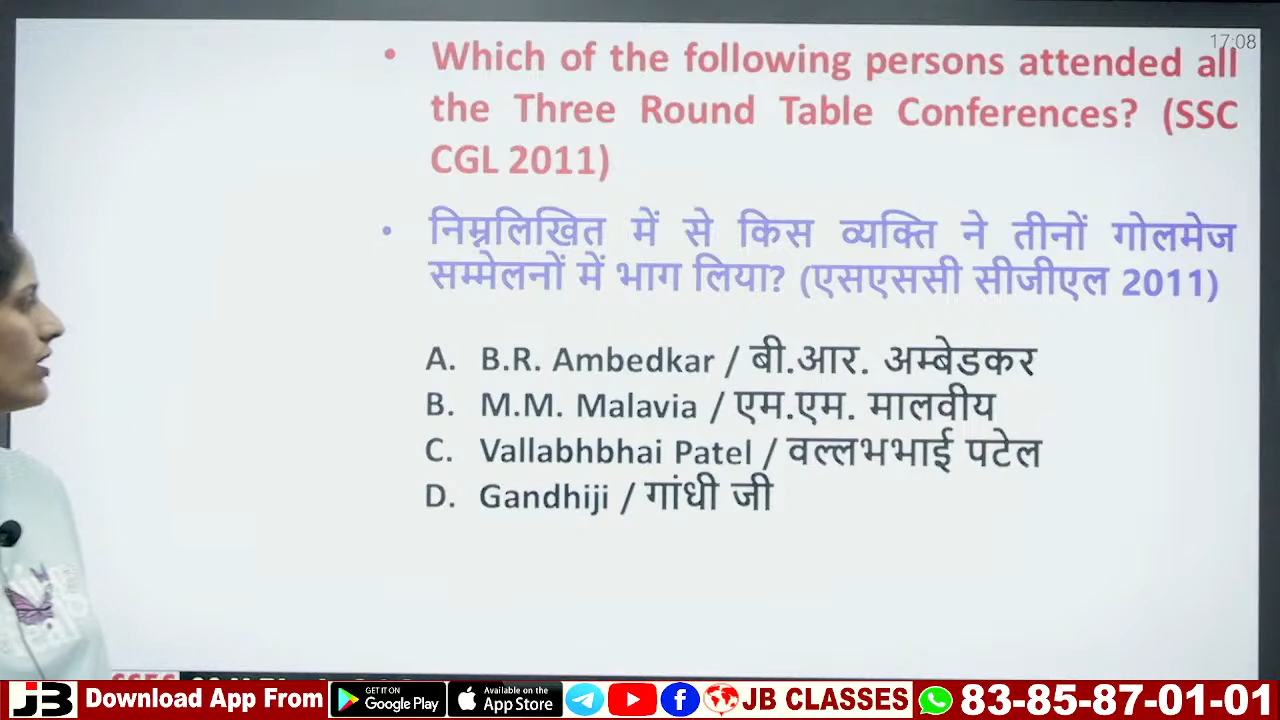 17:08
• Which of the following persons attended all
the Three Round Table Conferences? (SSC
CGL 2011)
• निम्नलिखित में से किस व्यक्ति ने तीनों गोलमेज
सम्मेलनों में भाग लिया? (एसएससी सीजीएल 2011)
A. B.R. Ambedkar / बी.आर. अम्बेडकर
B. M.M. Malavia / एम.एम. मालवीय
C. Vallabhbhai Patel / वल्लभभाई पटेल
D. Gandhiji / गांधी जी
JB Download App From GET IT ON Google Play Available on the App Store JB CLASSES 83-85-87-01-01